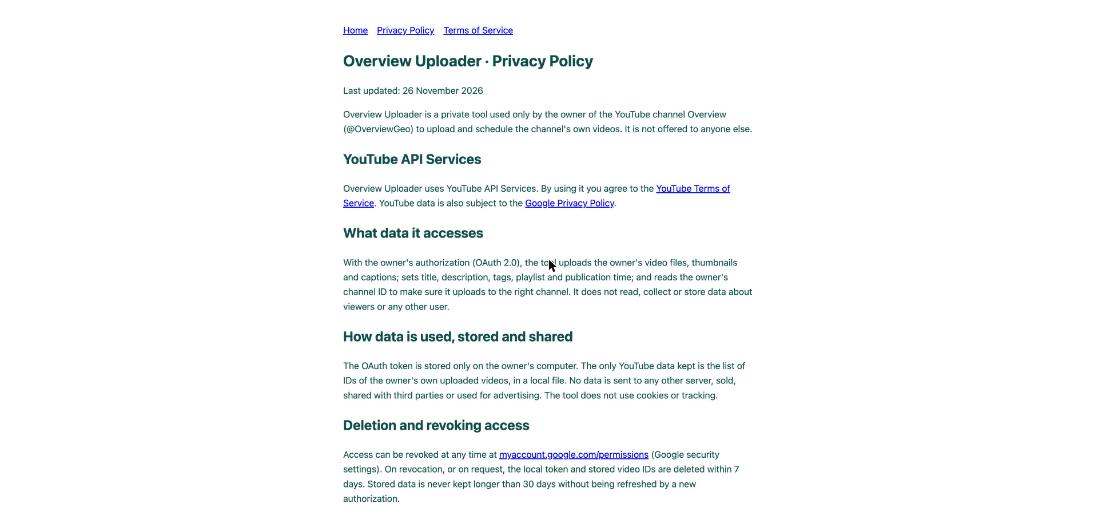 Home Privacy Policy Terms of Service
Overview Uploader · Privacy Policy
Last updated: 26 November 2026
Overview Uploader is a private tool used only by the owner of the YouTube channel Overview
(@OverviewGeo) to upload and schedule the channel's own videos. It is not offered to anyone else.
YouTube API Services
Overview Uploader uses YouTube API Services. By using it you agree to the YouTube Terms of
Service. YouTube data is also subject to the Google Privacy Policy.
What data it accesses
With the owner's authorization (OAuth 2.0), the tool uploads the owner's video files, thumbnails
and captions; sets title, description, tags, playlist and publication time; and reads the owner's
channel ID to make sure it uploads to the right channel. It does not read, collect or store data about
viewers or any other user.
How data is used, stored and shared
The OAuth token is stored only on the owner's computer. The only YouTube data kept is the list of
IDs of the owner's own uploaded videos, in a local file. No data is sent to any other server, sold,
shared with third parties or used for advertising. The tool does not use cookies or tracking.
Deletion and revoking access
Access can be revoked at any time at myaccount.google.com/permissions (Google security
settings). On revocation, or on request, the local token and stored video IDs are deleted within 7
days. Stored data is never kept longer than 30 days without being refreshed by a new
authorization.